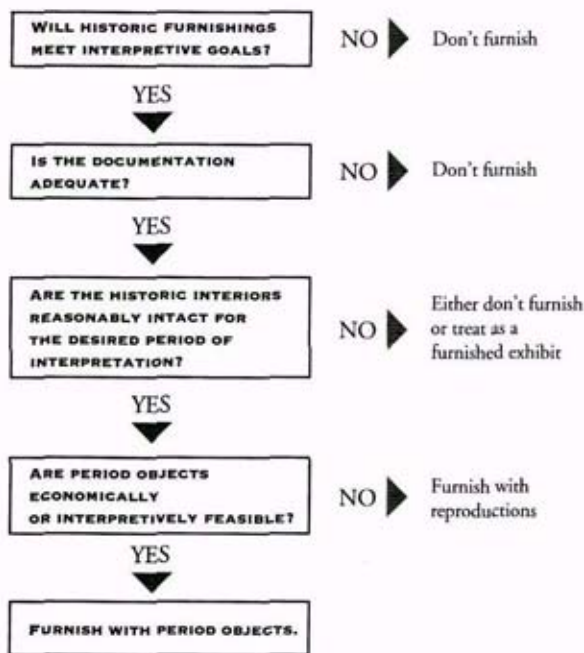 WILL HISTORIC FURNISHINGS
MEET INTERPRETIVE GOALS?
NO
Don't furnish
YES
IS THE DOCUMENTATION
ADEQUATE?
NO
Don't furnish
YES
ARE THE HISTORIC INTERIORS
REASONABLY INTACT FOR
THE DESIRED PERIOD OF
INTERPRETATION?
NO
Either don't furnish
or treat as a
furnished exhibit
YES
ARE PERIOD OBJECTS
ECONOMICALLY
OR INTERPRETIVELY FEASIBLE?
NO
Furnish with
reproductions
YES
FURNISH WITH PERIOD OBJECTS.